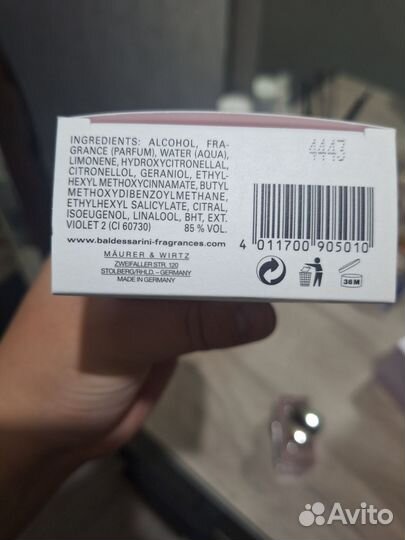 INGREDIENTS: ALCOHOL, FRA-
GRANCE (PARFUM), WATER (AQUA),
LIMONENE, HYDROXYCITRONELLAL,
CITRONELLOL, GERANIOL, ETHYL-
HEXYL METHOXYCINNAMATE, BUTYL
METHOXYDIBENZOYLMETHANE,
ETHYLHEXYL SALICYLATE, CITRAL,
ISOEUGENOL, LINALOOL, BHT, EXT.
VIOLET 2 (CI 60730) 85 % VOL.
www.baldessarini-fragrances.com
MÄURER & WIRTZ
ZWEIFALLER STR. 120
STOLBERG/RHLD. – GERMANY
MADE IN GERMANY
4443
4 011700 905010
36M
Avito